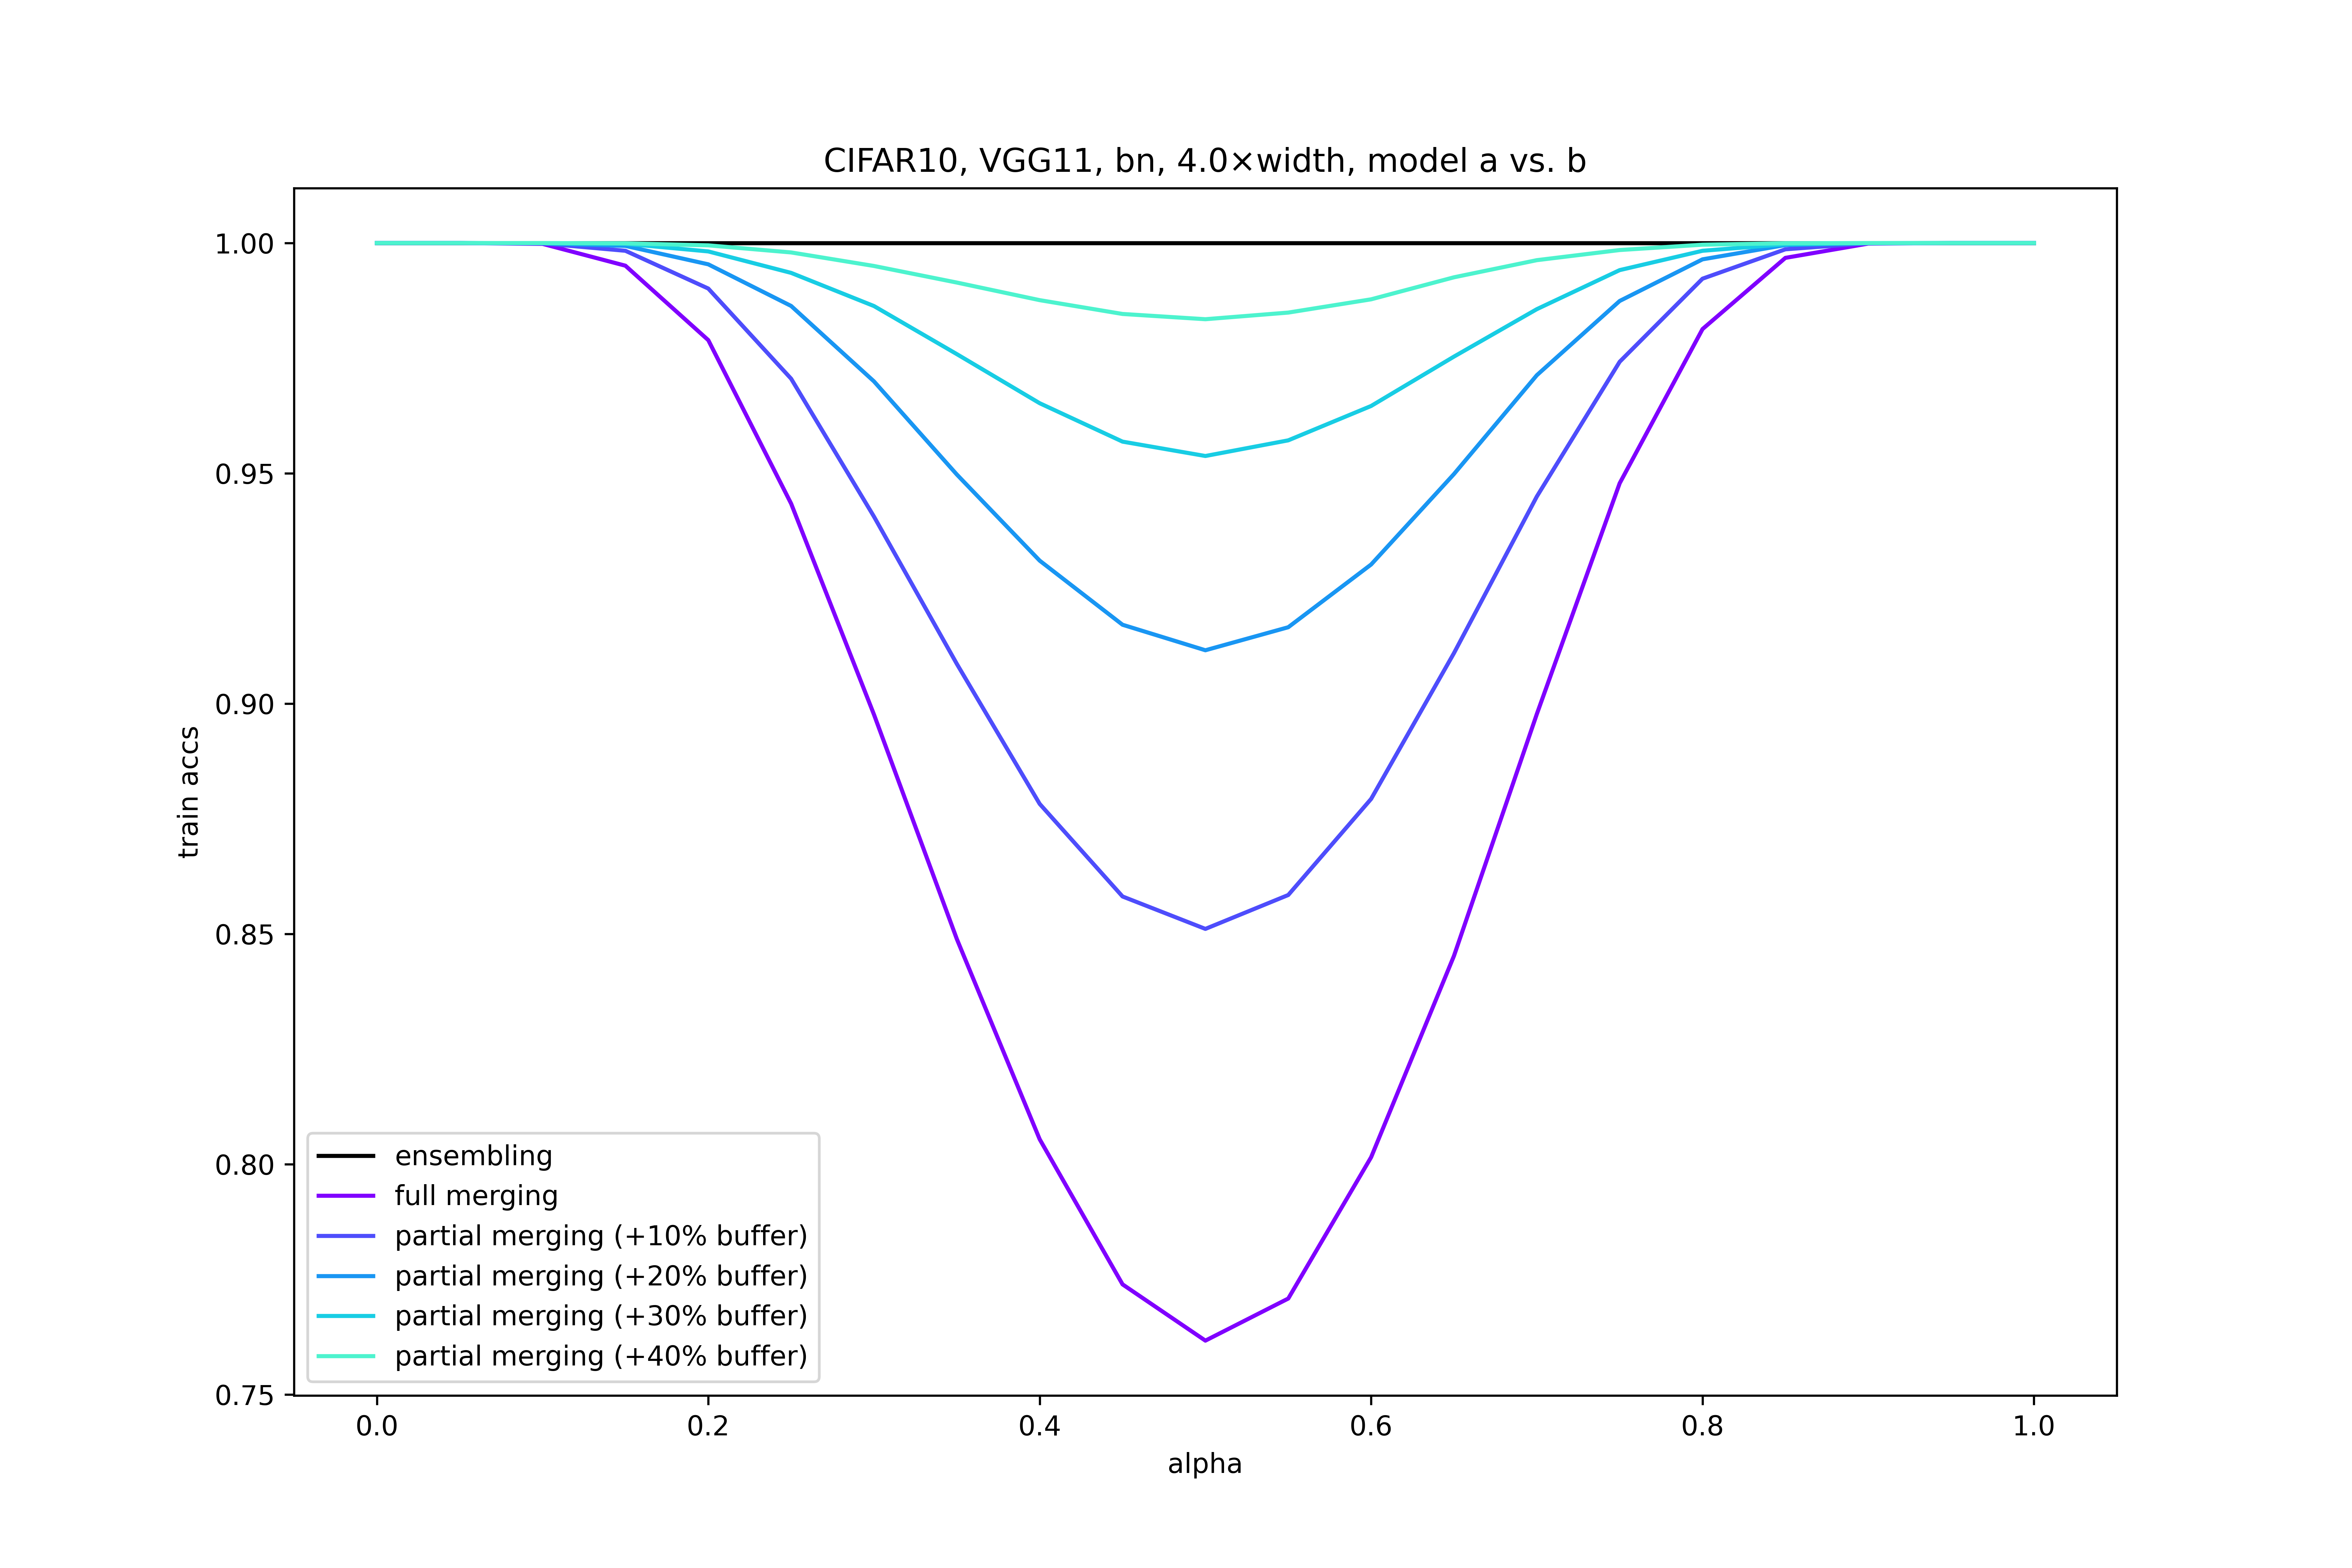 CIFAR10, VGG11, bn, 4.0×width, model a vs. b
1.00
0.95
0.90
0.85
0.80
0.75
train accs
ensembling
full merging
partial merging (+10% buffer)
partial merging (+20% buffer)
partial merging (+30% buffer)
partial merging (+40% buffer)
0.0 0.2 0.4 0.6 0.8 1.0
alpha